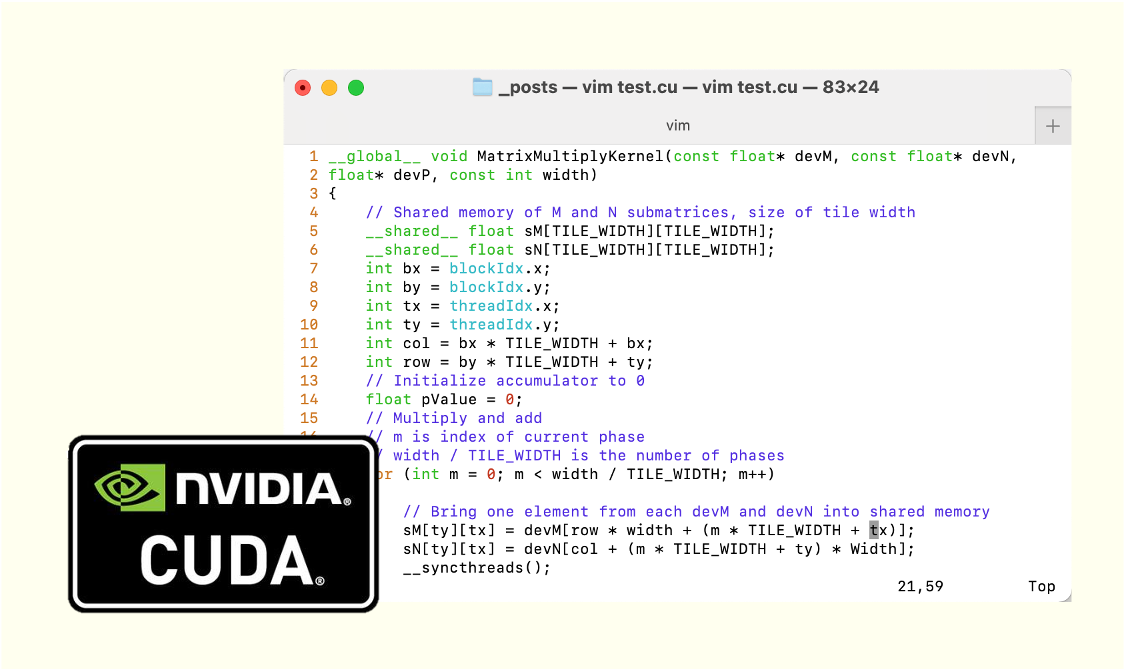 _posts — vim test.cu — vim test.cu — 83×24
vim
+
1 __global__ void MatrixMultiplyKernel(const float* devM, const float* devN,
2 float* devP, const int width)
3 {
4 // Shared memory of M and N submatrices, size of tile width
5 __shared__ float sM[TILE_WIDTH][TILE_WIDTH];
6 __shared__ float sN[TILE_WIDTH][TILE_WIDTH];
7 int bx = blockIdx.x;
8 int by = blockIdx.y;
9 int tx = threadIdx.x;
10 int ty = threadIdx.y;
11 int col = bx * TILE_WIDTH + bx;
12 int row = by * TILE_WIDTH + ty;
13 // Initialize accumulator to 0
14 float pValue = 0;
15 // Multiply and add
16 // m is index of current phase
/ width / TILE_WIDTH is the number of phases
or (int m = 0; m < width / TILE_WIDTH; m++)
// Bring one element from each devM and devN into shared memory
sM[ty][tx] = devM[row * width + (m * TILE_WIDTH + tx)];
sN[ty][tx] = devN[col + (m * TILE_WIDTH + ty) * Width];
__syncthreads();
21,59 Top
NVIDIA®
CUDA®